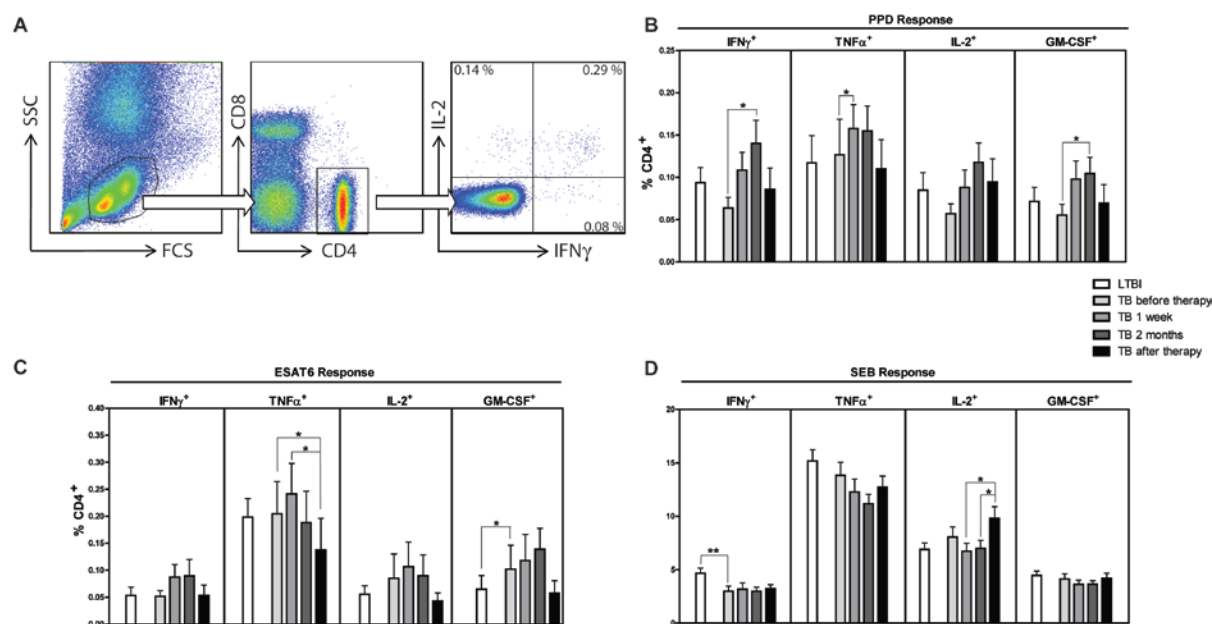 A
SSC
FCS
CD8
CD4
IL-2
IFNγ
0.14 %
0.29 %
0.08 %
B
PPD Response
IFNγ+
TNFα+
IL-2+
GM-CSF+
% CD4+
0.20
0.15
0.10
0.05
0.00
*
*
*
LTBI
TB before therapy
TB 1 week
TB 2 months
TB after therapy
C
ESAT6 Response
IFNγ+
TNFα+
IL-2+
GM-CSF+
% CD4+
0.40
0.35
0.30
0.25
0.20
0.15
0.10
0.05
0.00
*
*
*
D
SEB Response
IFNγ+
TNFα+
IL-2+
GM-CSF+
20
15
10
5
0
**
*
*